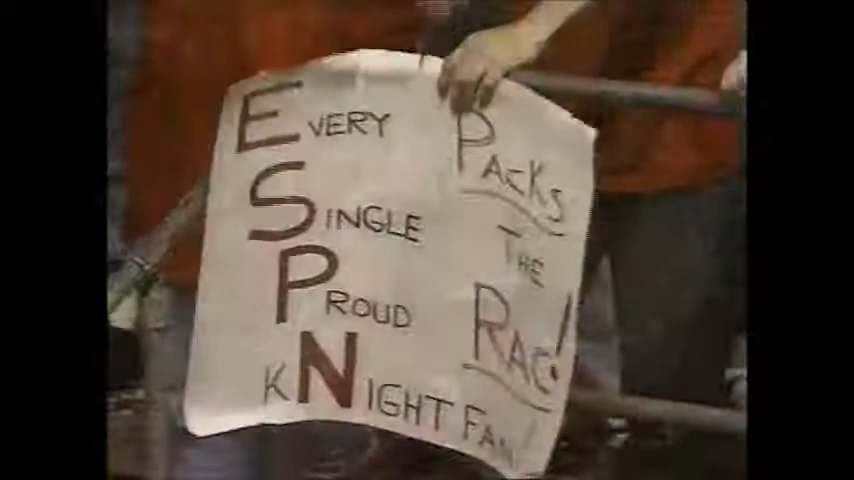 EVERY
SINGLE
PROUD
KNIGHT FAN!
PACKS
THE
RAC!